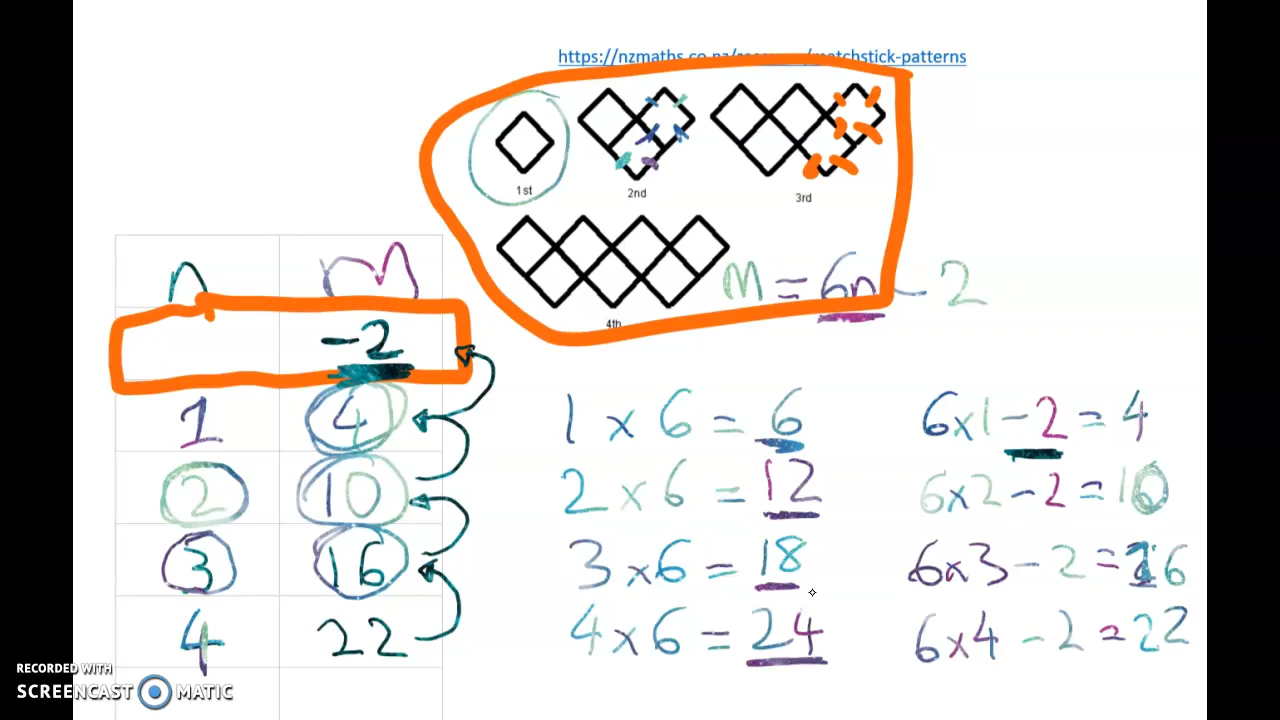 https://nzmaths.co.nz/resource/matchstick-patterns
1st
2nd
3rd
4th
M = 6n - 2
n M
-2
1 4
2 10
3 16
4 22
1 x 6 = 6
2 x 6 = 12
3 x 6 = 18
4 x 6 = 24
6x1-2=4
6x2-2=10
6x3-2=16
6x4-2=22
RECORDED WITH
SCREENCAST MATIC